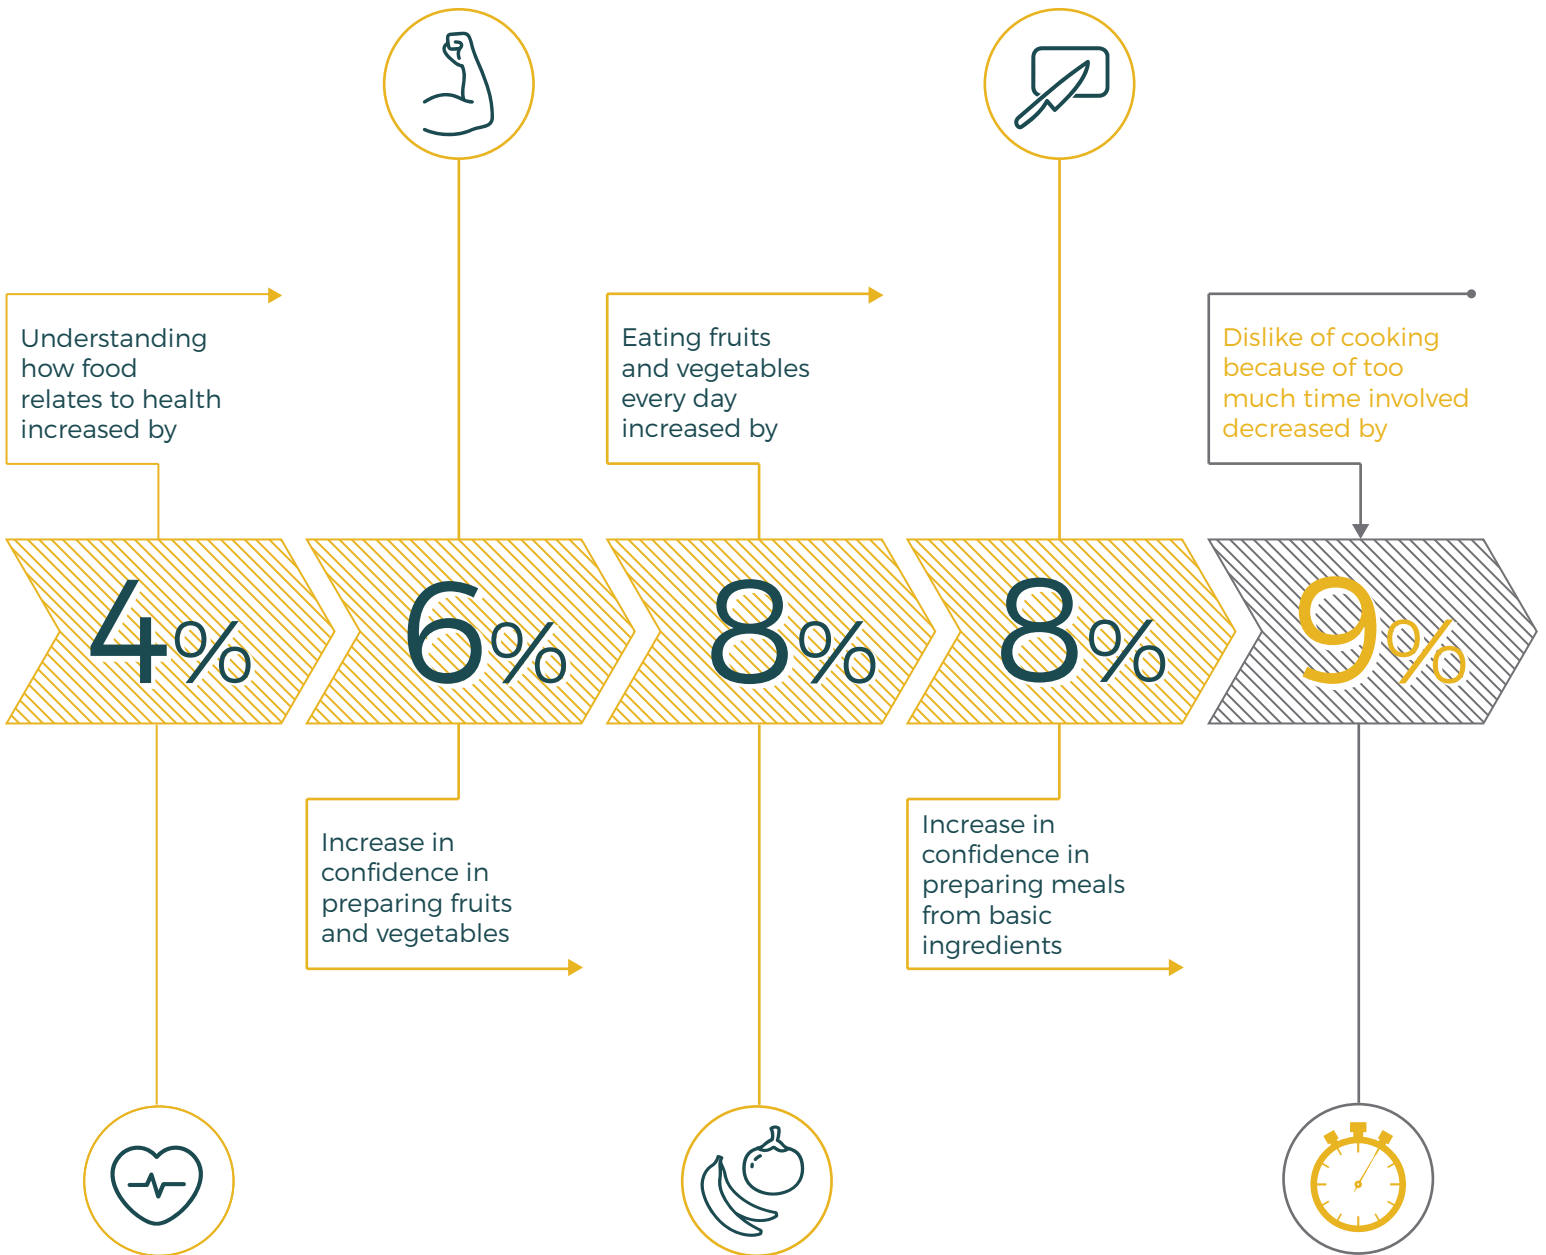 Understanding
how food
relates to health
increased by
4%
6%
Increase in
confidence in
preparing fruits
and vegetables
Eating fruits
and vegetables
every day
increased by
8%
8%
Increase in
confidence in
preparing meals
from basic
ingredients
Dislike of cooking
because of too
much time involved
decreased by
9%